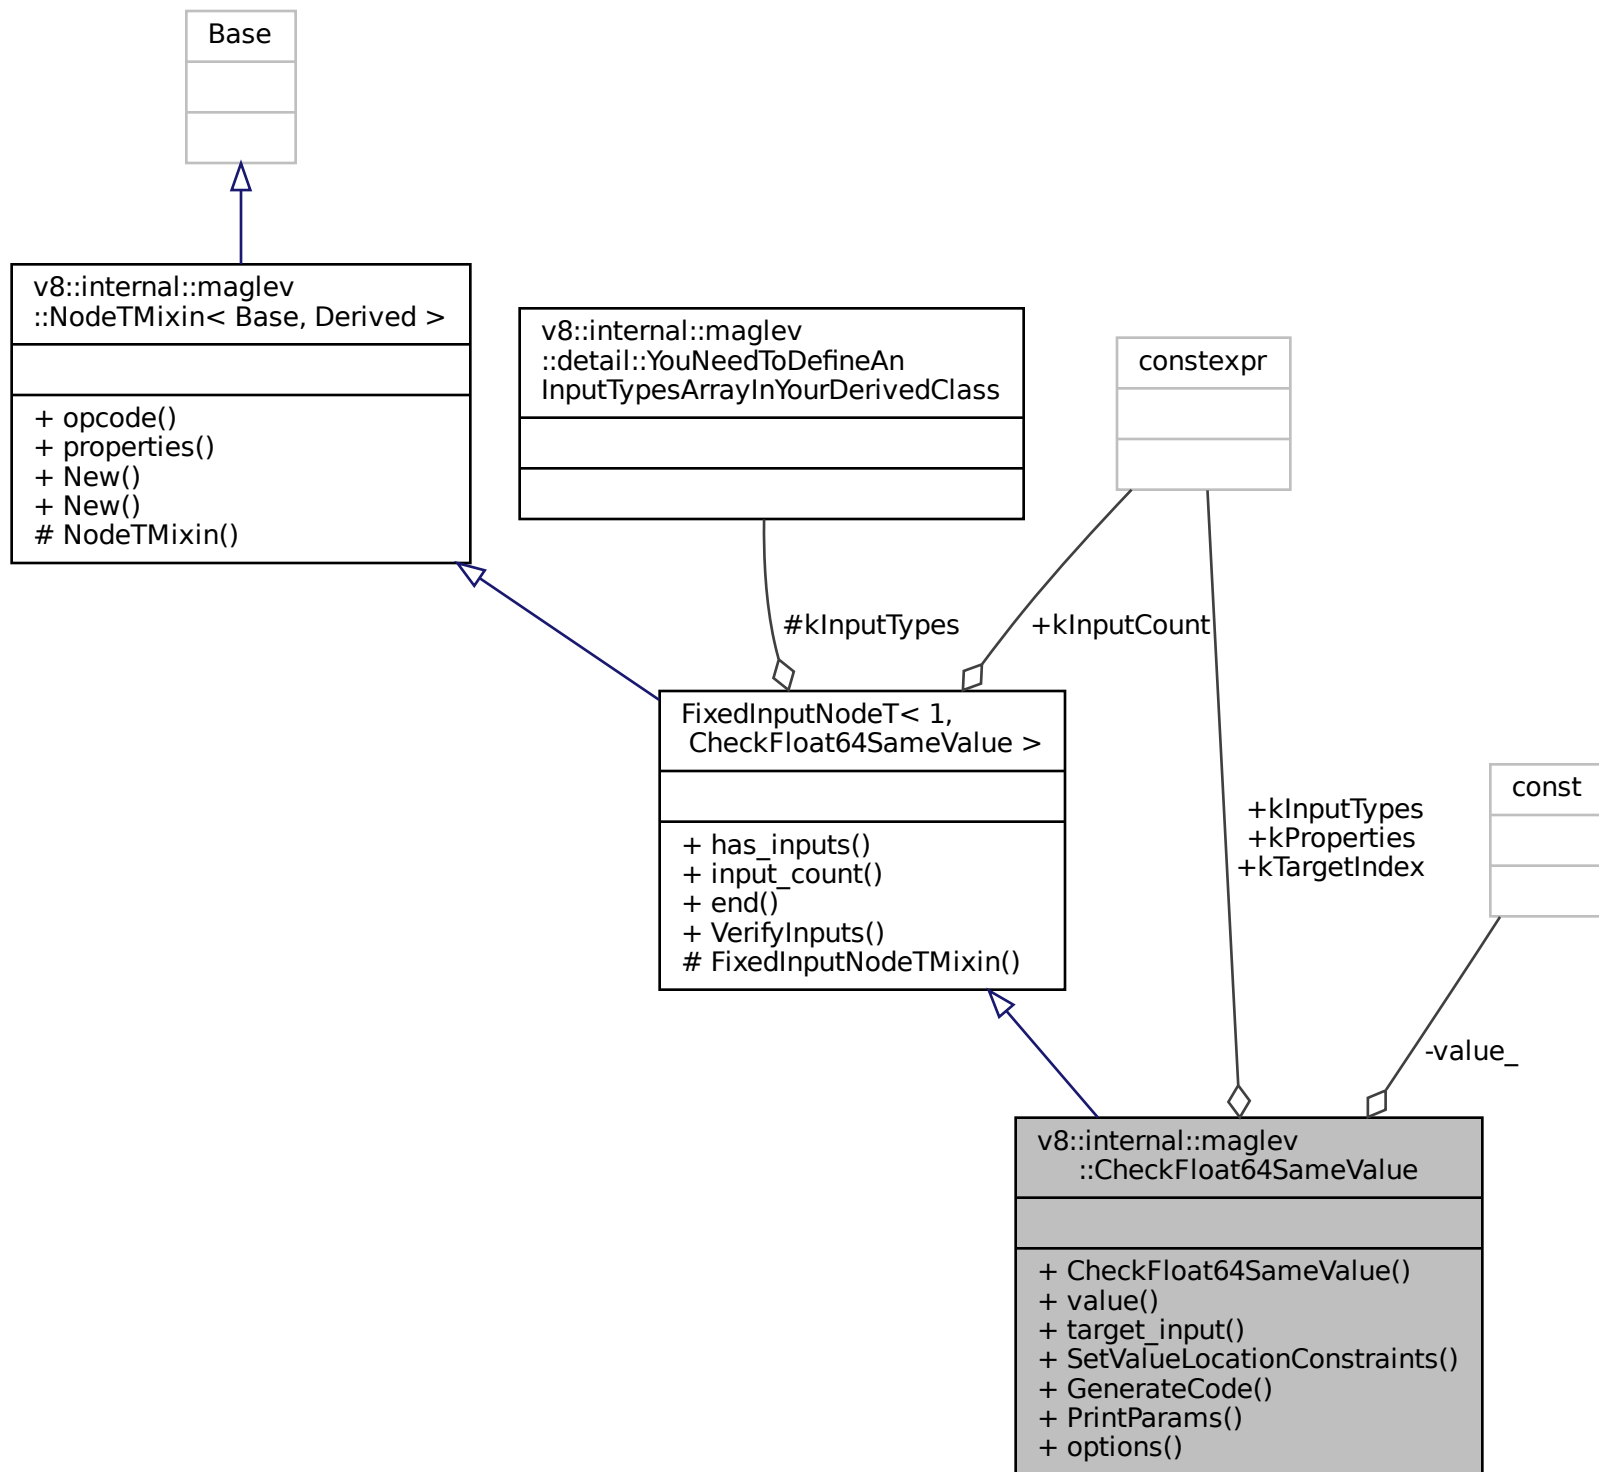 Base
v8::internal::maglev
::NodeTMixin< Base, Derived >
+ opcode()
+ properties()
+ New()
+ New()
# NodeTMixin()
v8::internal::maglev
::detail::YouNeedToDefineAn
InputTypesArrayInYourDerivedClass
constexpr
#kInputTypes
+kInputCount
FixedInputNodeT< 1,
CheckFloat64SameValue >
+ has_inputs()
+ input_count()
+ end()
+ VerifyInputs()
# FixedInputNodeTMixin()
+kInputTypes
+kProperties
+kTargetIndex
const
-value_
v8::internal::maglev
::CheckFloat64SameValue
+ CheckFloat64SameValue()
+ value()
+ target_input()
+ SetValueLocationConstraints()
+ GenerateCode()
+ PrintParams()
+ options()